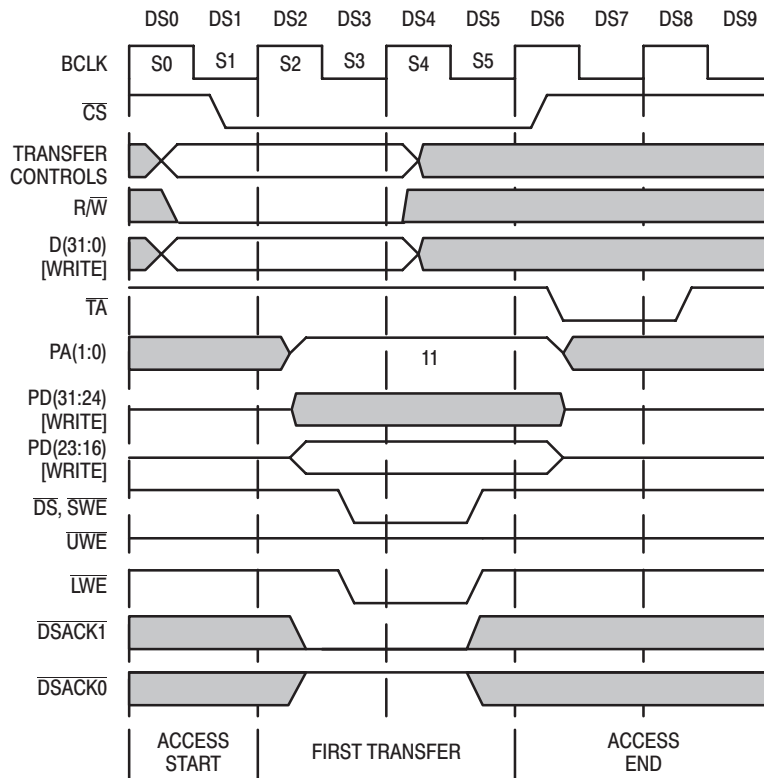 DS0 DS1 DS2 DS3 DS4 DS5 DS6 DS7 DS8 DS9
BCLK S0 S1 S2 S3 S4 S5
CS
TRANSFER
CONTROLS
R/W
D(31:0)
[WRITE]
TA
PA(1:0) 11
PD(31:24)
[WRITE]
PD(23:16)
[WRITE]
DS, SWE
UWE
LWE
DSACK1
DSACK0
ACCESS
START
FIRST TRANSFER
ACCESS
END